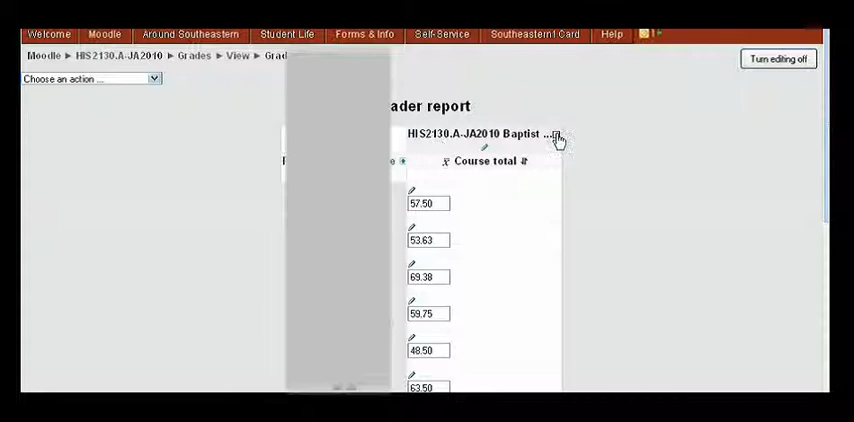 Welcome Moodle Around Southeastern Student Life Forms & Info Self-Service Southeastern1 Card Help
Moodle ► HIS2130.A-JA2010 ► Grades ► View ► Grad
Turn editing off
Choose an action ...
ader report
HIS2130.A-JA2010 Baptist ...
e
x̄ Course total
57.50
53.63
69.38
59.75
48.50
63.50